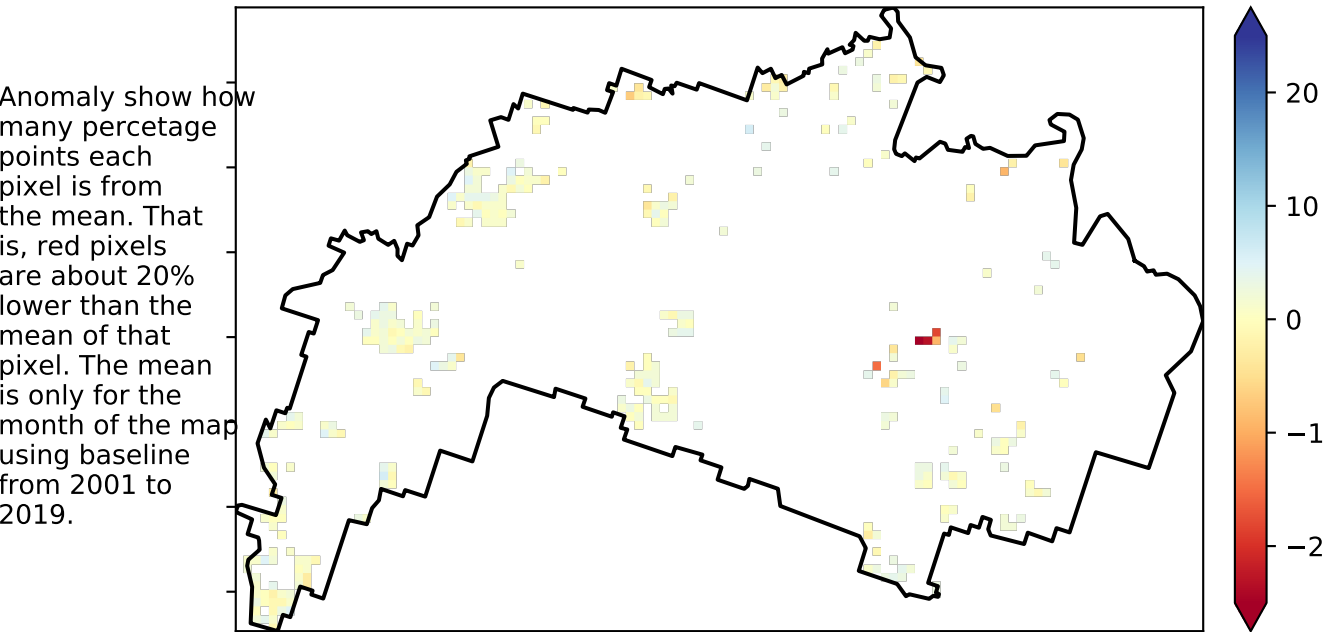 Anomaly show how
many percetage
points each
pixel is from
the mean. That
is, red pixels
are about 20%
lower than the
mean of that
pixel. The mean
is only for the
month of the map
using baseline
from 2001 to
2019.
20
10
0
−1
−2